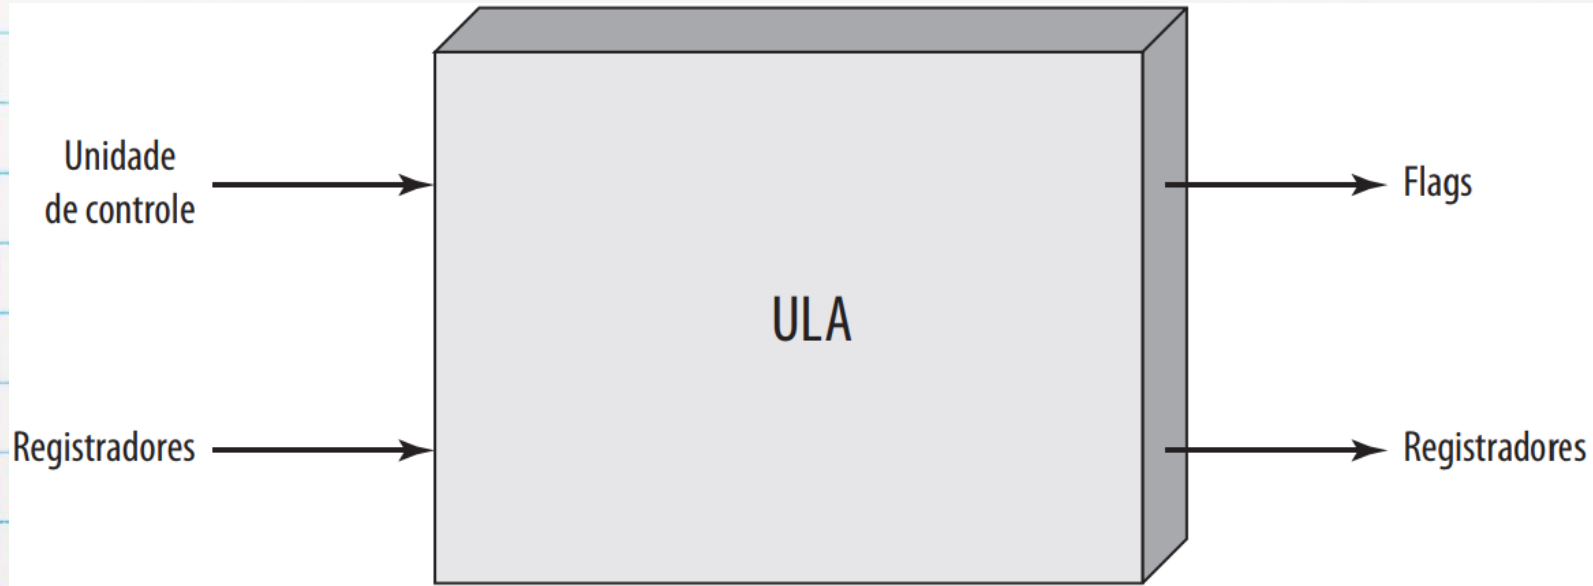 Unidade
de controle
Flags
ULA
Registradores
Registradores